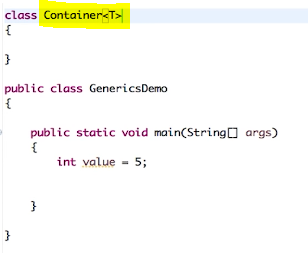 class Container<T>
{
}
public class GenericsDemo
{
public static void main(String[] args)
{
int value = 5;
}
}